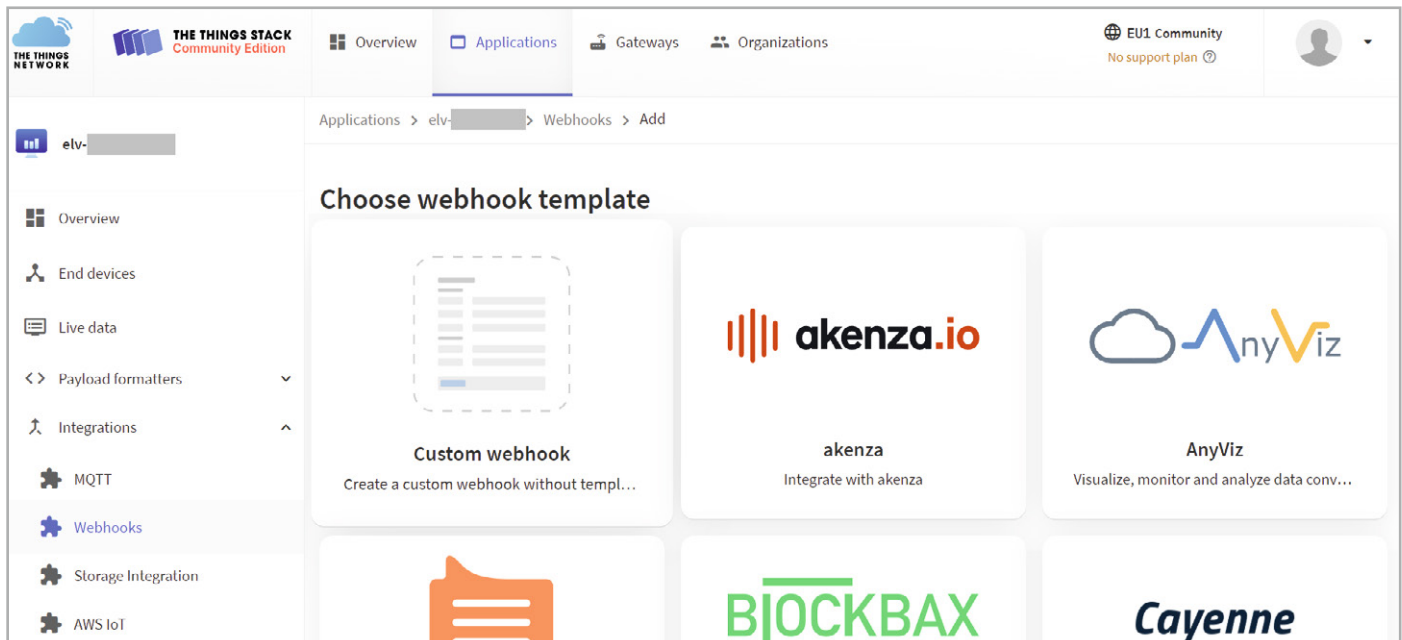 THE THINGS NETWORK
THE THINGS STACK
Community Edition
Overview
Applications
Gateways
Organizations
EU1 Community
No support plan
elv-
Applications > elv- > Webhooks > Add
Choose webhook template
Overview
End devices
Live data
Payload formatters
Integrations
MQTT
Webhooks
Storage Integration
AWS IoT
Custom webhook
Create a custom webhook without templ...
akenza.io
akenza
Integrate with akenza
AnyViz
AnyViz
Visualize, monitor and analyze data conv...
BLOCKBAX
Cayenne